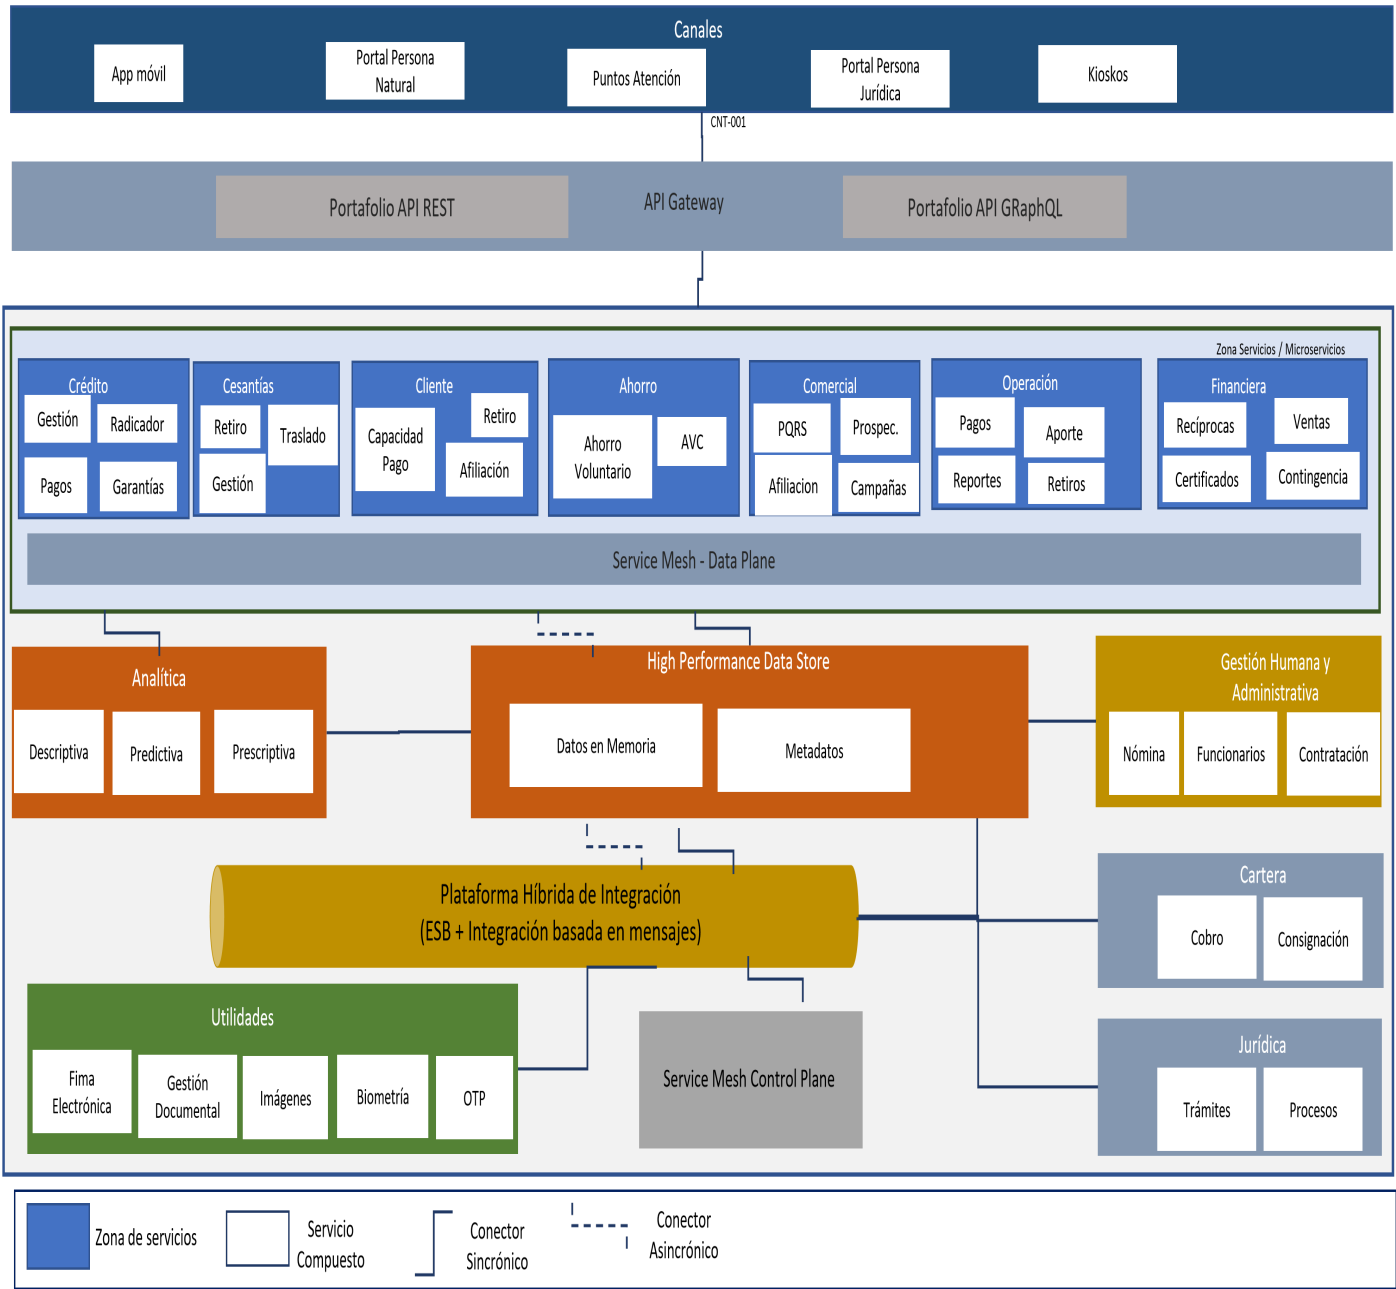 Canales
App móvil
Portal Persona
Natural
Puntos Atención
Portal Persona
Jurídica
Kioskos
CNT-001
Portafolio API REST
API Gateway
Portafolio API GRaphQL
Zona Servicios / Microservicios
Crédito
Gestión
Radicador
Pagos
Garantías
Cesantías
Retiro
Traslado
Gestión
Cliente
Capacidad
Pago
Retiro
Afiliación
Ahorro
Ahorro
Voluntario
AVC
Comercial
PQRS
Prospec.
Afiliacion
Campañas
Operación
Pagos
Aporte
Reportes
Retiros
Financiera
Recíprocas
Ventas
Certificados
Contingencia
Service Mesh - Data Plane
Analítica
Descriptiva
Predictiva
Prescriptiva
High Performance Data Store
Datos en Memoria
Metadatos
Gestión Humana y
Administrativa
Nómina
Funcionarios
Contratación
Plataforma Híbrida de Integración
(ESB + Integración basada en mensajes)
Cartera
Cobro
Consignación
Utilidades
Fima
Electrónica
Gestión
Documental
Imágenes
Biometría
OTP
Service Mesh Control Plane
Jurídica
Trámites
Procesos
Zona de servicios
Servicio
Compuesto
Conector
Sincrónico
Conector
Asincrónico